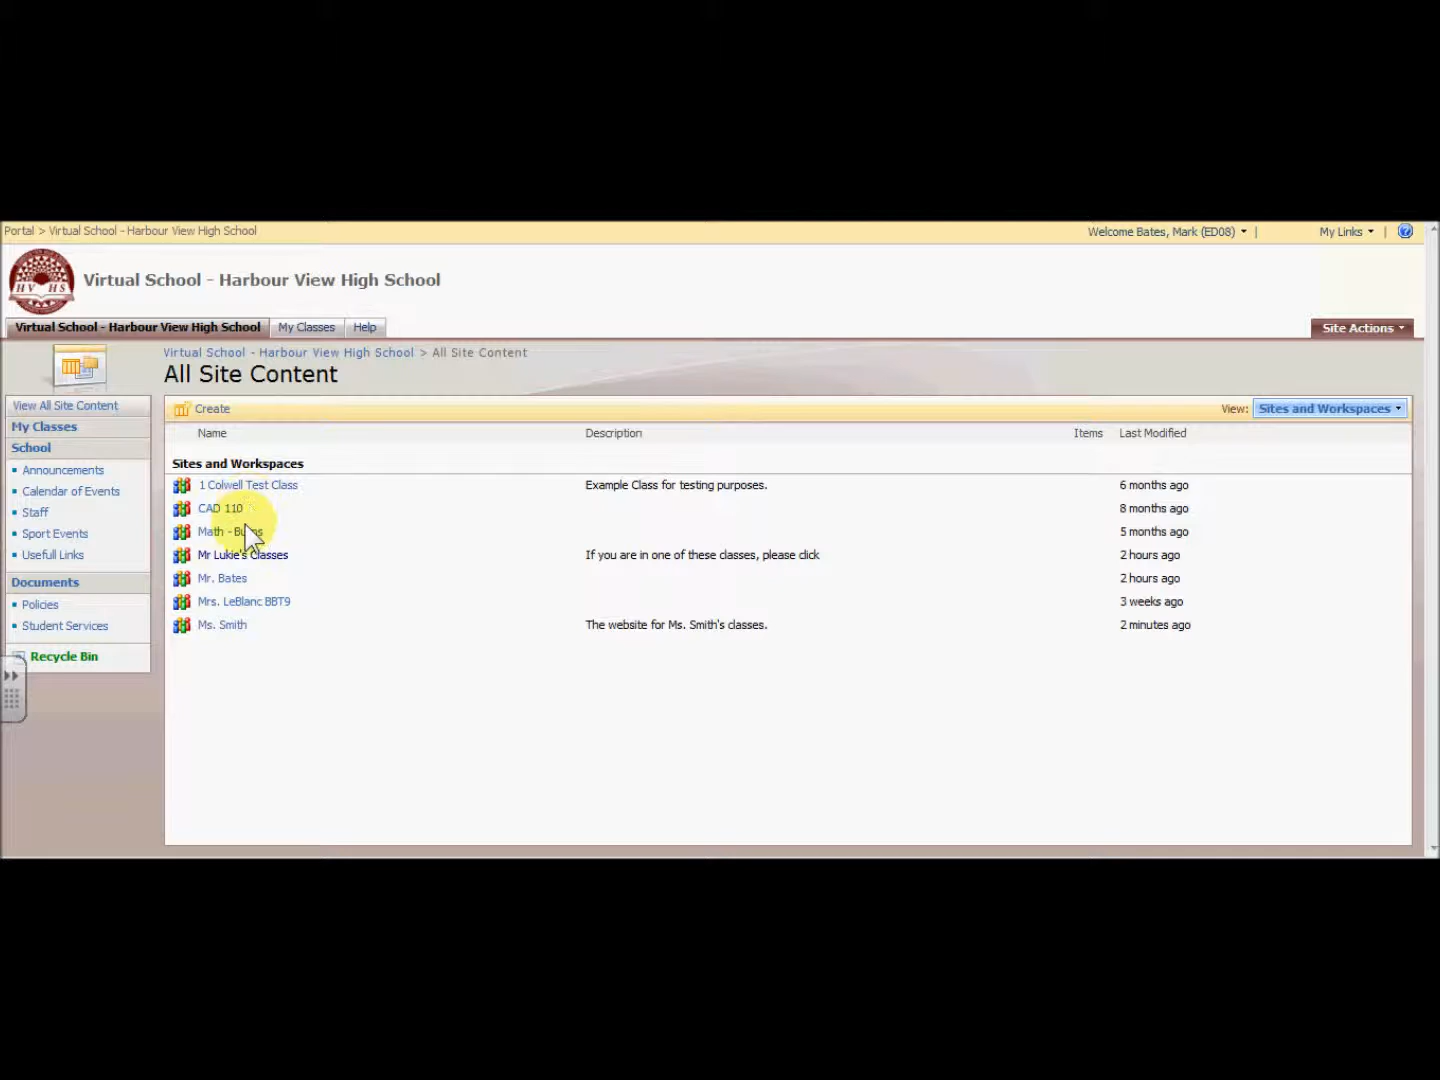 Portal > Virtual School - Harbour View High School
Welcome Bates, Mark (ED08) |
My Links |
HV HS
Virtual School - Harbour View High School
Virtual School - Harbour View High School
My Classes
Help
Site Actions
Virtual School - Harbour View High School > All Site Content
All Site Content
View All Site Content
My Classes
School
Announcements
Calendar of Events
Staff
Sport Events
Usefull Links
Documents
Policies
Student Services
Recycle Bin
Create
View: Sites and Workspaces
Name Description Items Last Modified
Sites and Workspaces
1 Colwell Test Class Example Class for testing purposes. 6 months ago
CAD 110 8 months ago
Math - 5 months ago
Mr Lukie's Classes If you are in one of these classes, please click 2 hours ago
Mr. Bates 2 hours ago
Mrs. LeBlanc BBT9 3 weeks ago
Ms. Smith The website for Ms. Smith's classes. 2 minutes ago